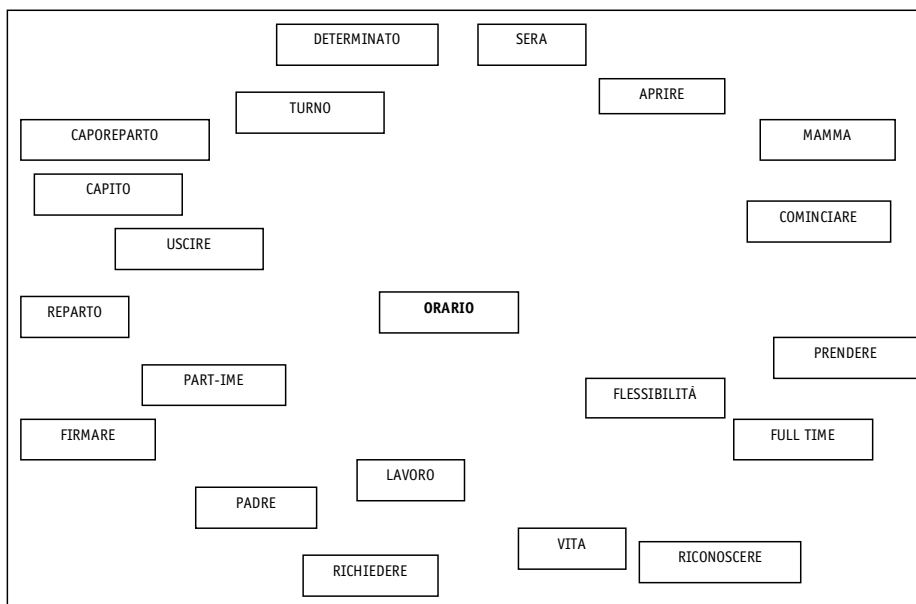 DETERMINATO
SERA
APRIRE
TURNO
CAPOREPARTO
MAMMA
CAPITO
COMINCIARE
USCIRE
REPARTO
ORARIO
PRENDERE
PART-IME
FLESSIBILITÁ
FIRMARE
FULL TIME
LAVORO
PADRE
VITA
RICONOSCERE
RICHIEDERE